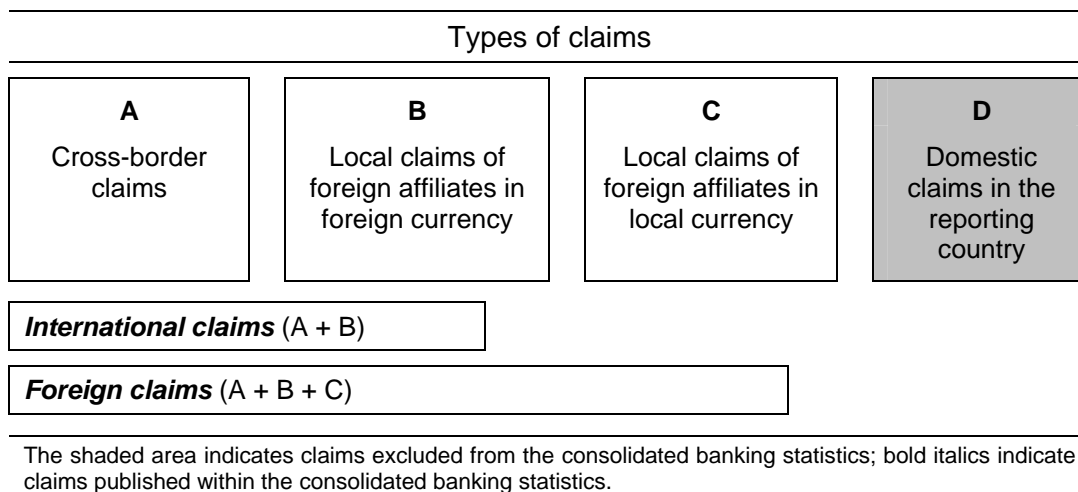 Types of claims
A
Cross-border
claims
B
Local claims of
foreign affiliates in
foreign currency
C
Local claims of
foreign affiliates in
local currency
D
Domestic
claims in the
reporting
country
International claims (A + B)
Foreign claims (A + B + C)
The shaded area indicates claims excluded from the consolidated banking statistics; bold italics indicate
claims published within the consolidated banking statistics.